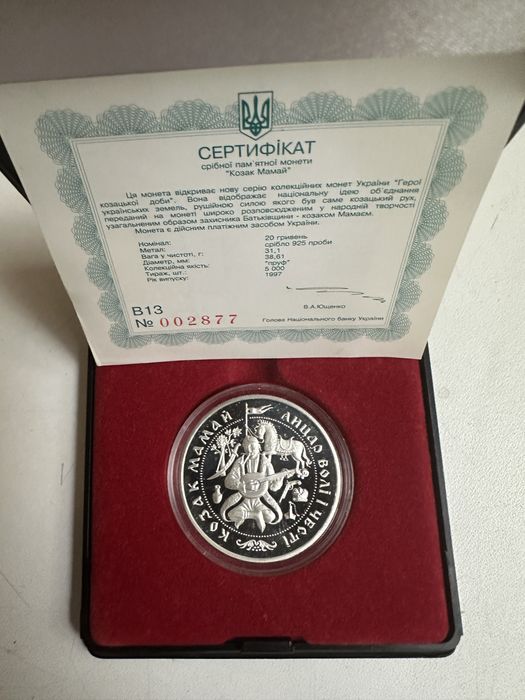 СЕРТИФІКАТ
срібної пам'ятної монети
"Козак Мамай"
Ця монета відкриває нову серію колекційних монет України "Герої
козацької доби". Вона відображає національну ідею об'єднання
українських земель, рушійною силою якого був саме козацький рух,
переданий на монеті широко розповсюдженим у народній творчості
узагальненим образом захисника Батьківщини - козаком Мамаєм.
Монета є дійсним платіжним засобом України.
Номінал: 20 гривень
Метал: срібло 925 проби
Вага у чистоті, г: 31,1
Діаметр, мм: 38,61
Колекційна якість: "пруф"
Тираж, шт.: 5 000
Рік випуску: 1997
В.А.Ющенко
Голова Національного банку України
В13
№ 002877
КОЗАК МАМАЙ
ЛИЦАР ВОЛІ І ЧЕСТІ